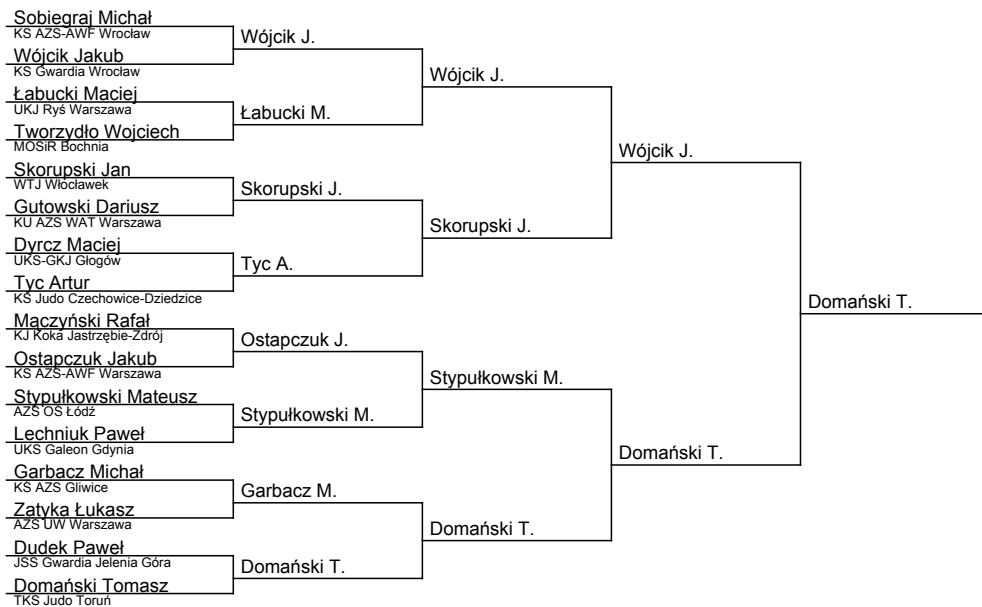 Sobiegraj Michał
KS AZS-AWF Wrocław
Wójcik Jakub
KS Gwardia Wrocław
Łabucki Maciej
UKJ Ryś Warszawa
Tworzydło Wojciech
MOSiR Bochnia
Skorupski Jan
WTJ Włocławek
Gutowski Dariusz
KU AZS WAT Warszawa
Dyrcz Maciej
UKS-GKJ Głogów
Tyc Artur
KS Judo Czechowice-Dziedzice
Mączyński Rafał
KJ Koka Jastrzębie-Zdrój
Ostapczuk Jakub
KS AZS-AWF Warszawa
Stypułkowski Mateusz
AZS OŚ Łódź
Lechniuk Paweł
UKS Galeon Gdynia
Garbacz Michał
KŚ AZS Gliwice
Zatyka Łukasz
AZS UW Warszawa
Dudek Paweł
JSS Gwardia Jelenia Góra
Domański Tomasz
TKS Judo Toruń
Wójcik J.
Łabucki M.
Skorupski J.
Tyc A.
Ostapczuk J.
Stypułkowski M.
Garbacz M.
Domański T.
Wójcik J.
Skorupski J.
Stypułkowski M.
Domański T.
Wójcik J.
Domański T.
Domański T.